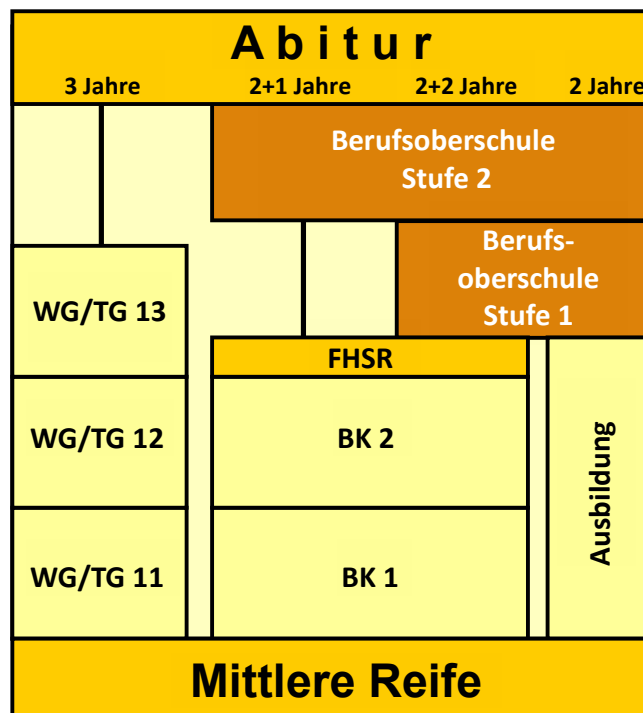 Abitur
3 Jahre 2+1 Jahre 2+2 Jahre 2 Jahre
Berufsoberschule
Stufe 2
Berufs-
oberschule
Stufe 1
WG/TG 13
FHSR
WG/TG 12
BK 2
Ausbildung
WG/TG 11
BK 1
Mittlere Reife